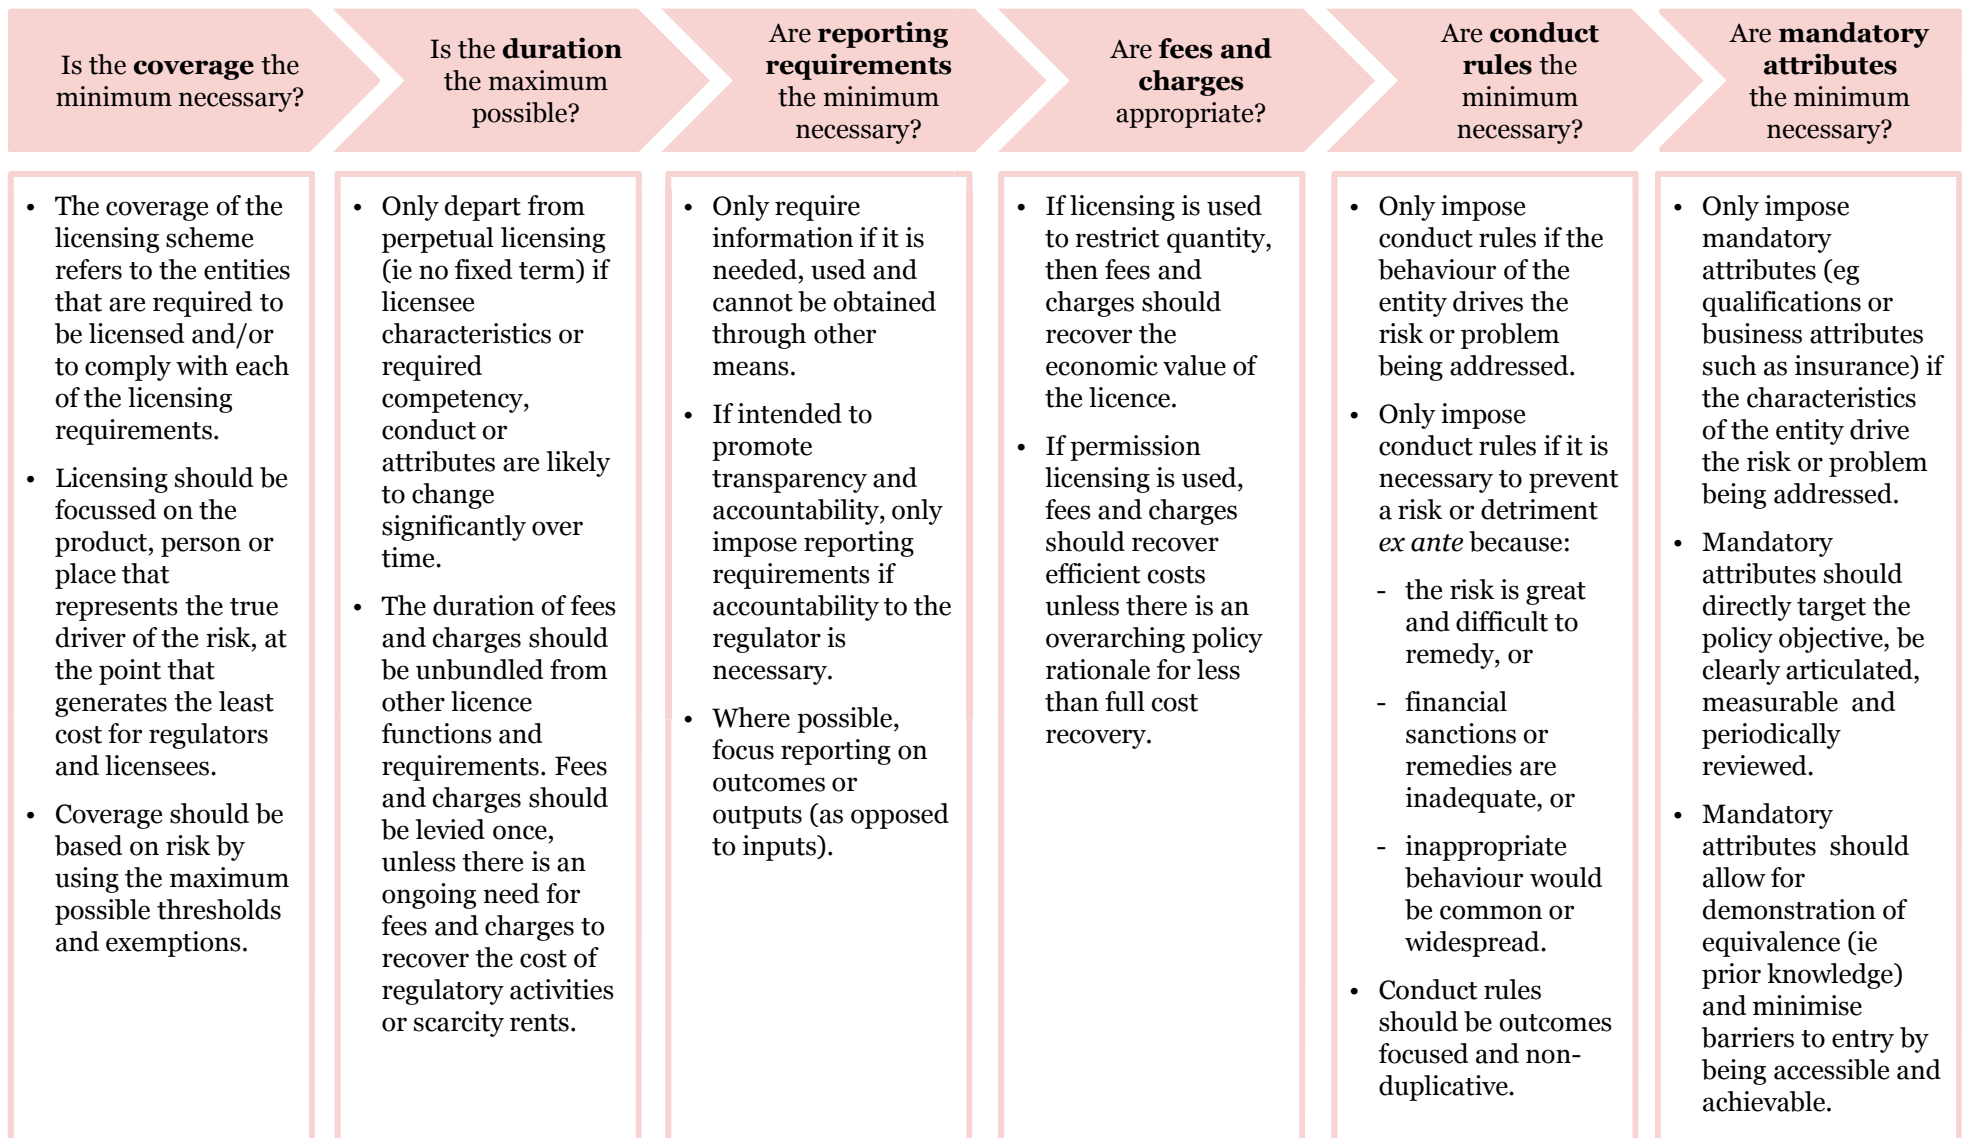 Is the coverage the
minimum necessary?
Is the duration
the maximum
possible?
Are reporting
requirements
the minimum
necessary?
Are fees and
charges
appropriate?
Are conduct
rules the
minimum
necessary?
Are mandatory
attributes
the minimum
necessary?
• The coverage of the
licensing scheme
refers to the entities
that are required to
be licensed and/or
to comply with each
of the licensing
requirements.
• Licensing should be
focussed on the
product, person or
place that
represents the true
driver of the risk, at
the point that
generates the least
cost for regulators
and licensees.
• Coverage should be
based on risk by
using the maximum
possible thresholds
and exemptions.
• Only depart from
perpetual licensing
(ie no fixed term) if
licensee
characteristics or
required
competency,
conduct or
attributes are likely
to change
significantly over
time.
• The duration of fees
and charges should
be unbundled from
other licence
functions and
requirements. Fees
and charges should
be levied once,
unless there is an
ongoing need for
fees and charges to
recover the cost of
regulatory activities
or scarcity rents.
• Only require
information if it is
needed, used and
cannot be obtained
through other
means.
• If intended to
promote
transparency and
accountability, only
impose reporting
requirements if
accountability to the
regulator is
necessary.
• Where possible,
focus reporting on
outcomes or
outputs (as opposed
to inputs).
• If licensing is used
to restrict quantity,
then fees and
charges should
recover the
economic value of
the licence.
• If permission
licensing is used,
fees and charges
should recover
efficient costs
unless there is an
overarching policy
rationale for less
than full cost
recovery.
• Only impose
conduct rules if the
behaviour of the
entity drives the
risk or problem
being addressed.
• Only impose
conduct rules if it is
necessary to prevent
a risk or detriment
ex ante because:
- the risk is great
and difficult to
remedy, or
- financial
sanctions or
remedies are
inadequate, or
- inappropriate
behaviour would
be common or
widespread.
• Conduct rules
should be outcomes
focused and non-
duplicative.
• Only impose
mandatory
attributes (eg
qualifications or
business attributes
such as insurance) if
the characteristics
of the entity drive
the risk or problem
being addressed.
• Mandatory
attributes should
directly target the
policy objective, be
clearly articulated,
measurable and
periodically
reviewed.
• Mandatory
attributes should
allow for
demonstration of
equivalence (ie
prior knowledge)
and minimise
barriers to entry by
being accessible and
achievable.